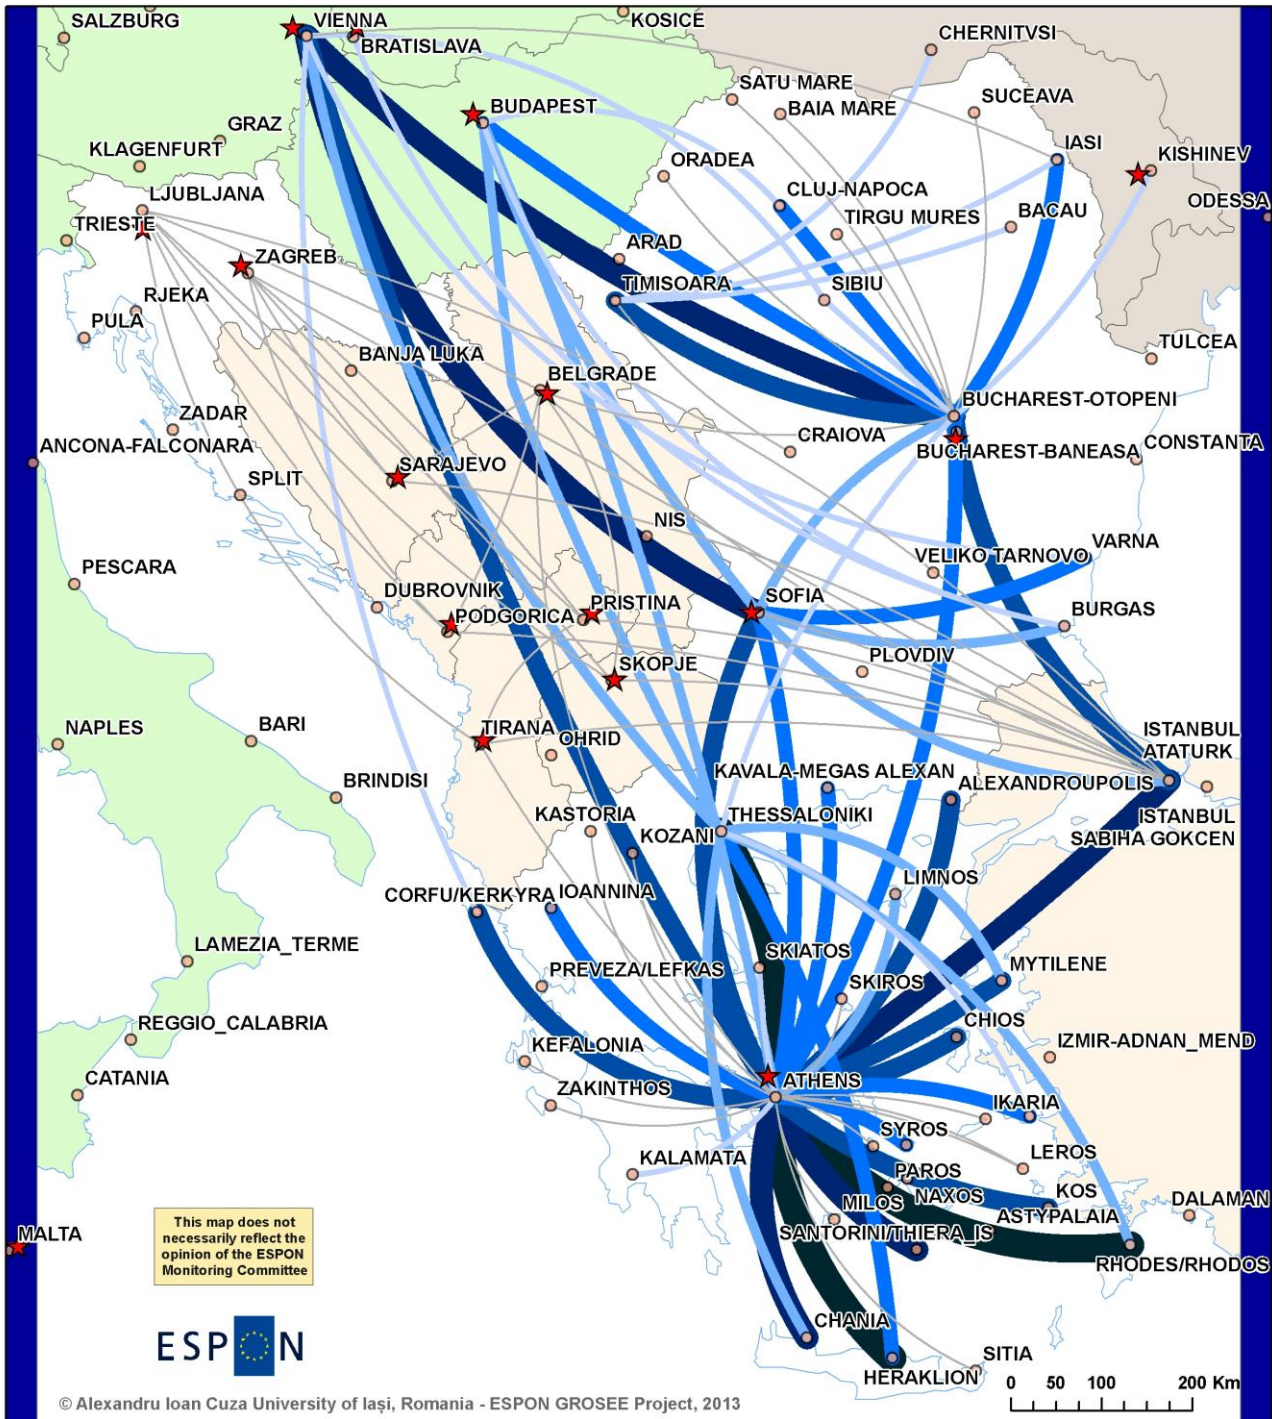 SALZBURG
VIENNA
KOSICE
BRATISLAVA
CHERNITVSI
SATU MARE
BAIA MARE
SUCEAVA
BUDAPEST
GRAZ
IASI
KLAGENFURT
ORADEA
KISHINEV
LJUBLJANA
CLUJ-NAPOCA
ODESSA
TRIESTE
TIRGU MURES
BACAU
ZAGREB
ARAD
TIMISOARA
SIBIU
RJEKA
PULA
TULCEA
BANJA LUKA
BELGRADE
BUCHAREST-OTOPENI
ZADAR
CRAIOVA
ANCONA-FALCONARA
BUCHAREST-BANEASA
CONSTANTA
SARAJEVO
SPLIT
NIS
VARNA
VELIKO TARNOVO
PESCARA
DUBROVNIK
SOFIA
PODGORICA
PRISTINA
BURGAS
SKOPJE
PLOVDIV
NAPLES
BARI
TIRANA
OHRID
ISTANBUL
ATATURK
BRINDISI
KAVALA-MEGAS ALEXAN
ALEXANDROUPOLIS
KASTORIA
KOZANI
THESSALONIKI
ISTANBUL
SABIHA GOKCEN
LIMNOS
CORFU/KERKYRA
IOANNINA
LAMEZIA_TERME
SKIATOS
PREVEZA/LEFKAS
MYTILENE
SKIROS
REGGIO_CALABRIA
CHIOS
KEFALONIA
IZMIR-ADNAN_MEND
CATANIA
ZAKINTHOS
ATHENS
IKARIA
SYROS
KALAMATA
LEROS
PAROS
KOS
MILOS
NAXOS
DALAMAN
ASTYPALAIA
MALTA
SANTORINI/THIERA_IS
RHODES/RHODOS
This map does not
necessarily reflect the
opinion of the ESPON
Monitoring Committee
CHANIA
ESPON
SITIA
HERAKLION
0 50 100 200 Km
© Alexandru Ioan Cuza University of Iași, Romania - ESPON GROSEE Project, 2013